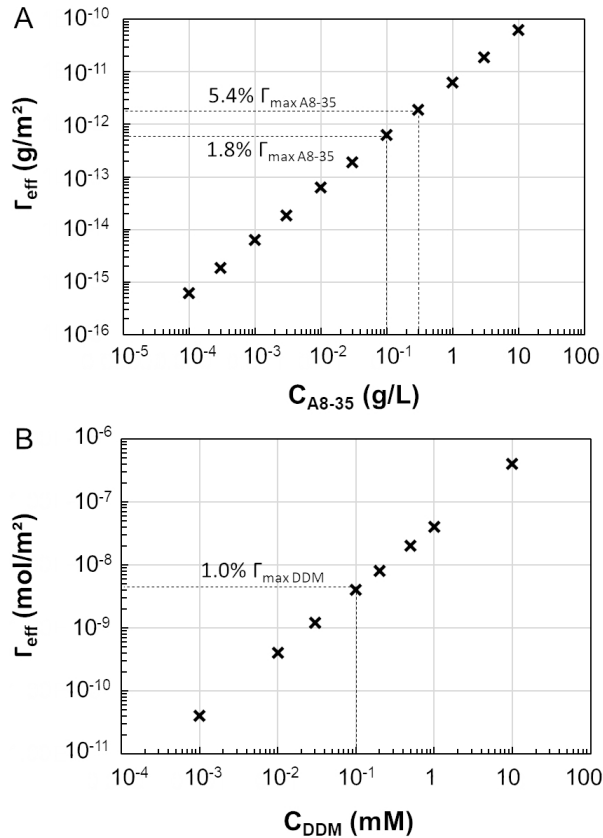 A
10⁻¹⁰
10⁻¹¹
10⁻¹²
10⁻¹³
10⁻¹⁴
10⁻¹⁵
10⁻¹⁶
Γeff (g/m²)
5.4% Γmax A8-35
1.8% Γmax A8-35
10⁻⁵ 10⁻⁴ 10⁻³ 10⁻² 10⁻¹ 1 10 100
CA8-35 (g/L)
B
10⁻⁶
10⁻⁷
10⁻⁸
10⁻⁹
10⁻¹⁰
10⁻¹¹
Γeff (mol/m²)
1.0% Γmax DDM
10⁻⁴ 10⁻³ 10⁻² 10⁻¹ 1 10 100
CDDM (mM)